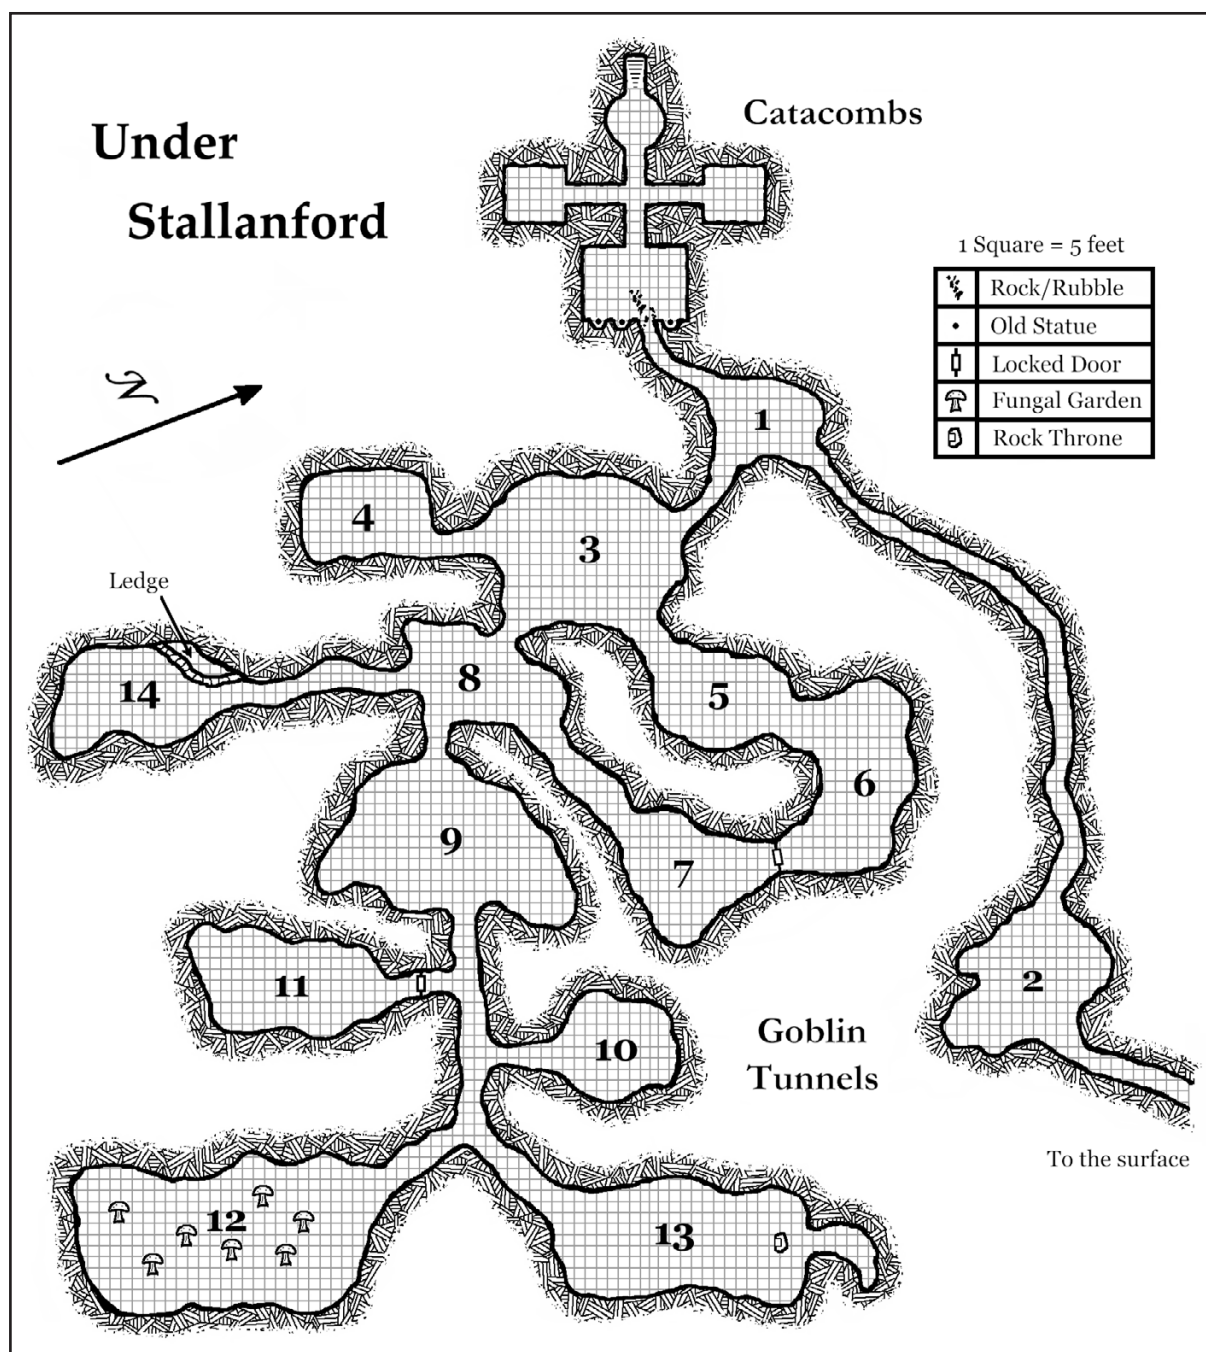 Under
Stallanford
Catacombs
1 Square = 5 feet
Rock/Rubble
Old Statue
Locked Door
Fungal Garden
Rock Throne
N
1
4
3
Ledge
14
8
5
6
9
7
11
2
10
Goblin
Tunnels
To the surface
12
13